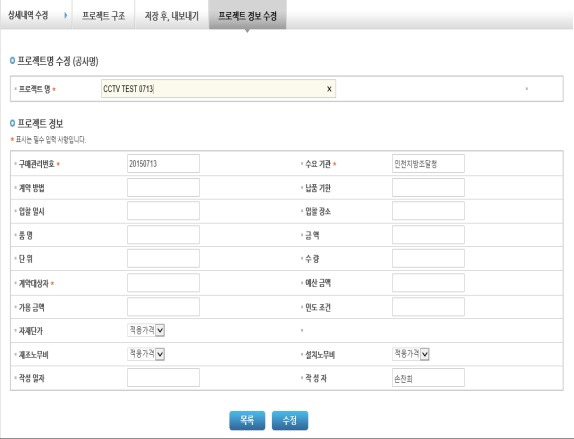 상세내역 수정 프로젝트 구조 저장 후, 내보내기 프로젝트 정보 수정
프로젝트명 수정 (공사명)
프로젝트 명 * CCTV TEST 0713 x
프로젝트 정보
* 표시는 필수 입력 사항입니다.
구매관리번호 * 20150713 수요 기관 * 인천지방조달청
계약 방법 납품 기한
입찰 일시 입찰 장소
품 명 금 액
단 위 수 량
계약대상자 * 예산 금액
가용 금액 인도 조건
자재단가 적용가격
제조노무비 적용가격 설치노무비 적용가격
작성 일자 작 성 자 손찬희
목록 수정